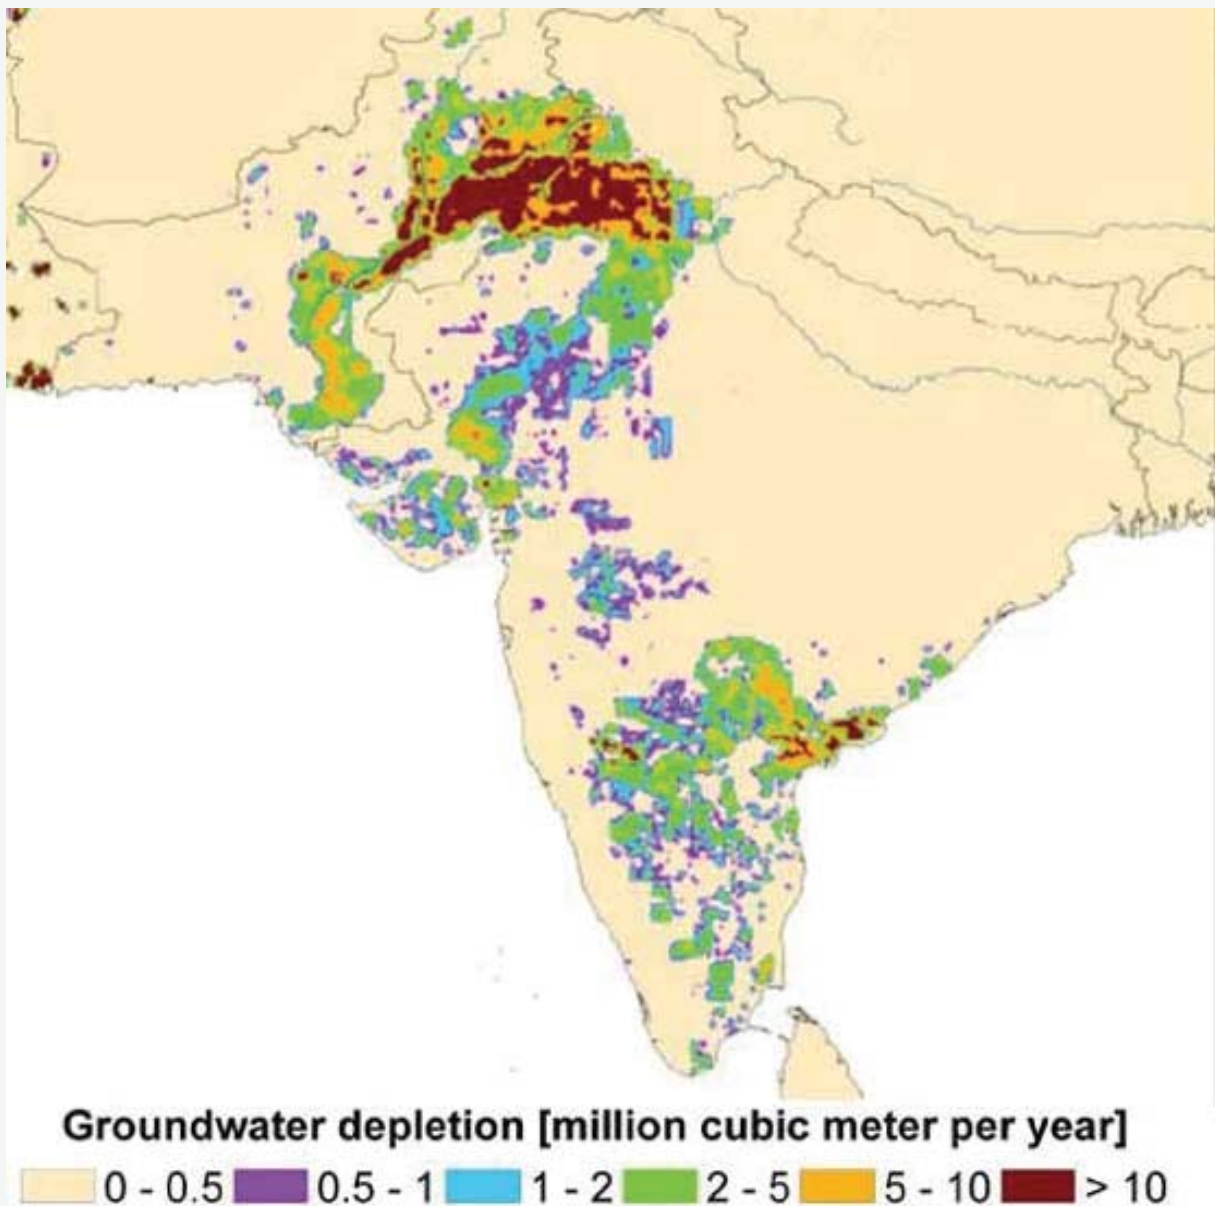 Groundwater depletion [million cubic meter per year]
0 - 0.5 0.5 - 1 1 - 2 2 - 5 5 - 10 > 10